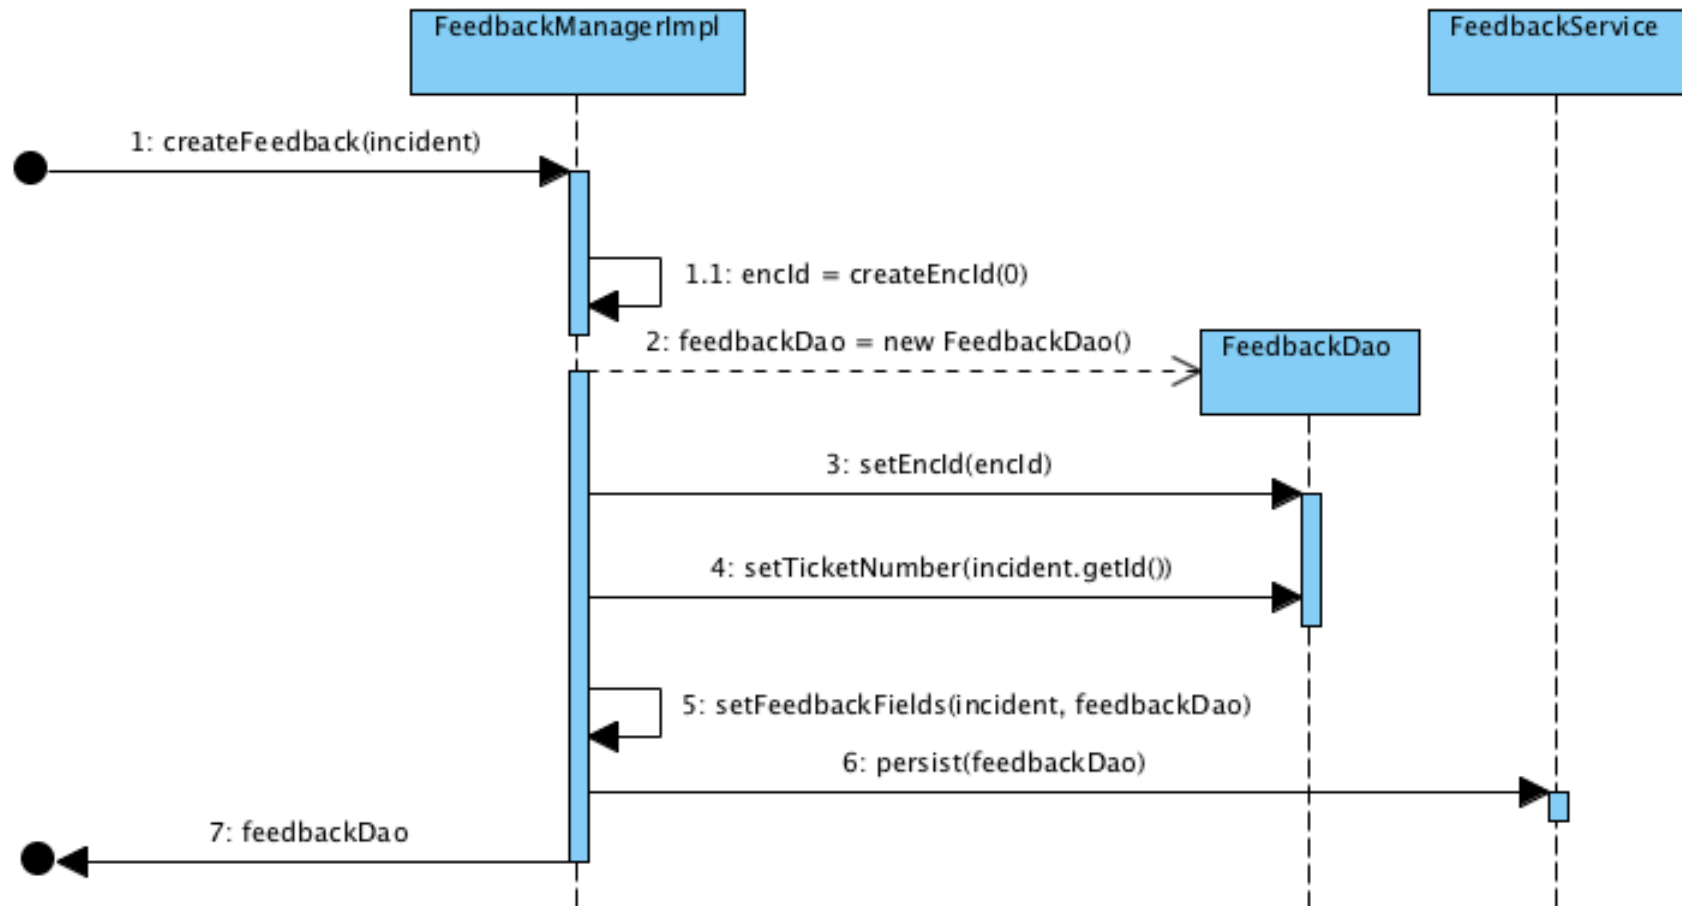 FeedbackManagerImpl
FeedbackService
1: createFeedback(incident)
1.1: encId = createEncId(0)
2: feedbackDao = new FeedbackDao()
FeedbackDao
3: setEncId(encId)
4: setTicketNumber(incident.getId())
5: setFeedbackFields(incident, feedbackDao)
6: persist(feedbackDao)
7: feedbackDao